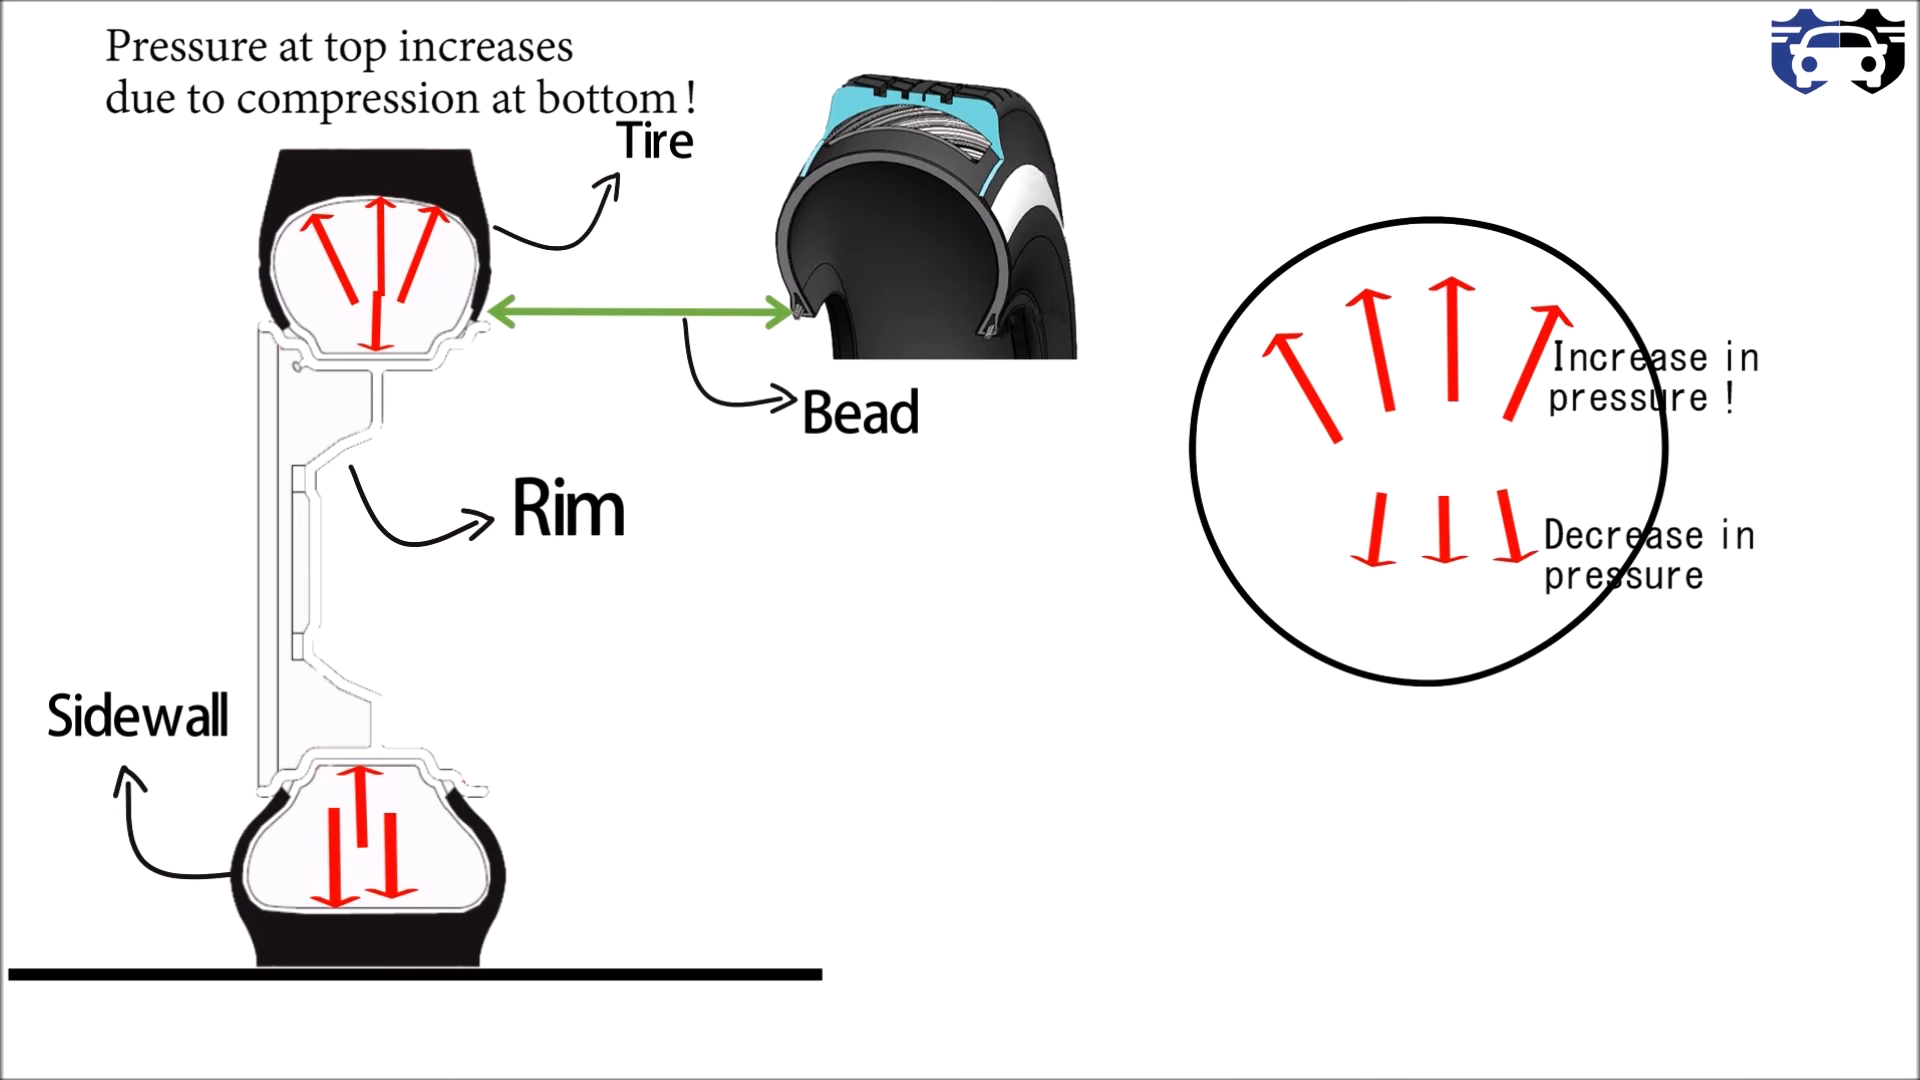 Pressure at top increases
due to compression at bottom !
Tire
Bead
Rim
Sidewall
Increase in
pressure !
Decrease in
pressure